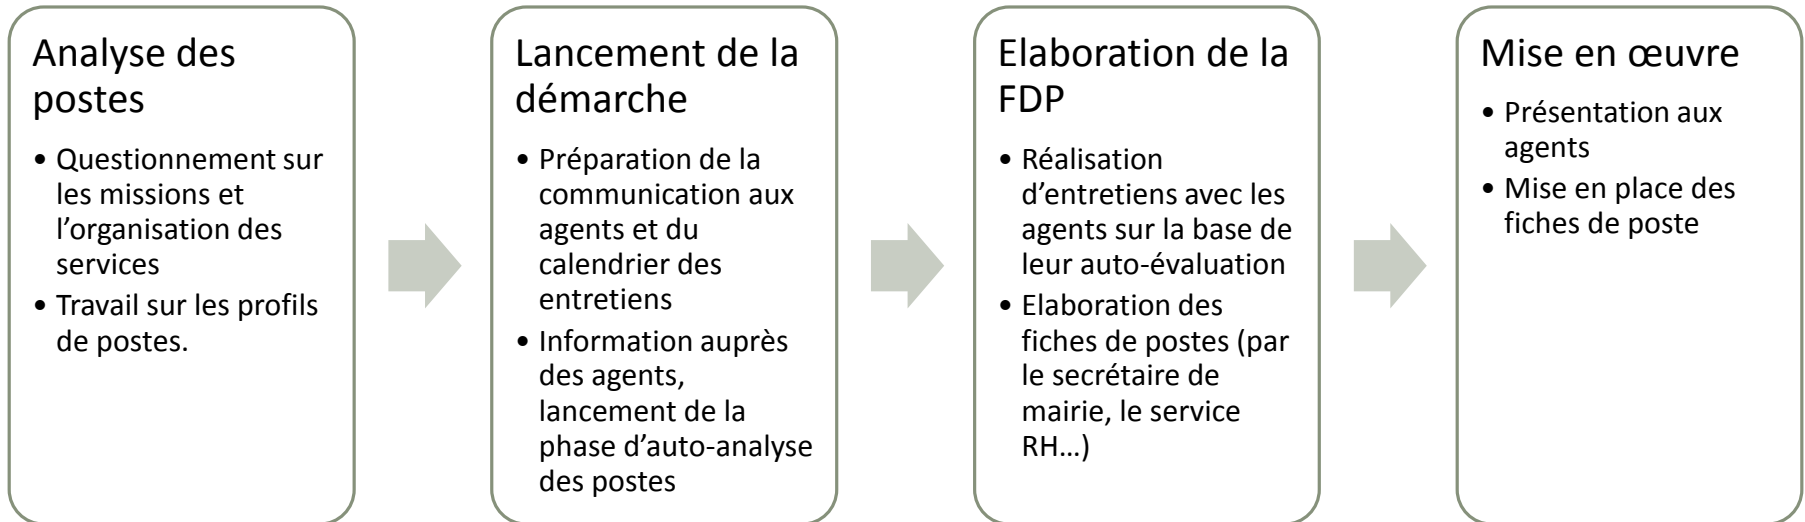 Analyse des
postes
• Questionnement sur
les missions et
l’organisation des
services
• Travail sur les profils
de postes.
Lancement de la
démarche
• Préparation de la
communication aux
agents et du
calendrier des
entretiens
• Information auprès
des agents,
lancement de la
phase d’auto-analyse
des postes
Elaboration de la
FDP
• Réalisation
d’entretiens avec les
agents sur la base de
leur auto-évaluation
• Elaboration des
fiches de postes (par
le secrétaire de
mairie, le service
RH…)
Mise en œuvre
• Présentation aux
agents
• Mise en place des
fiches de poste